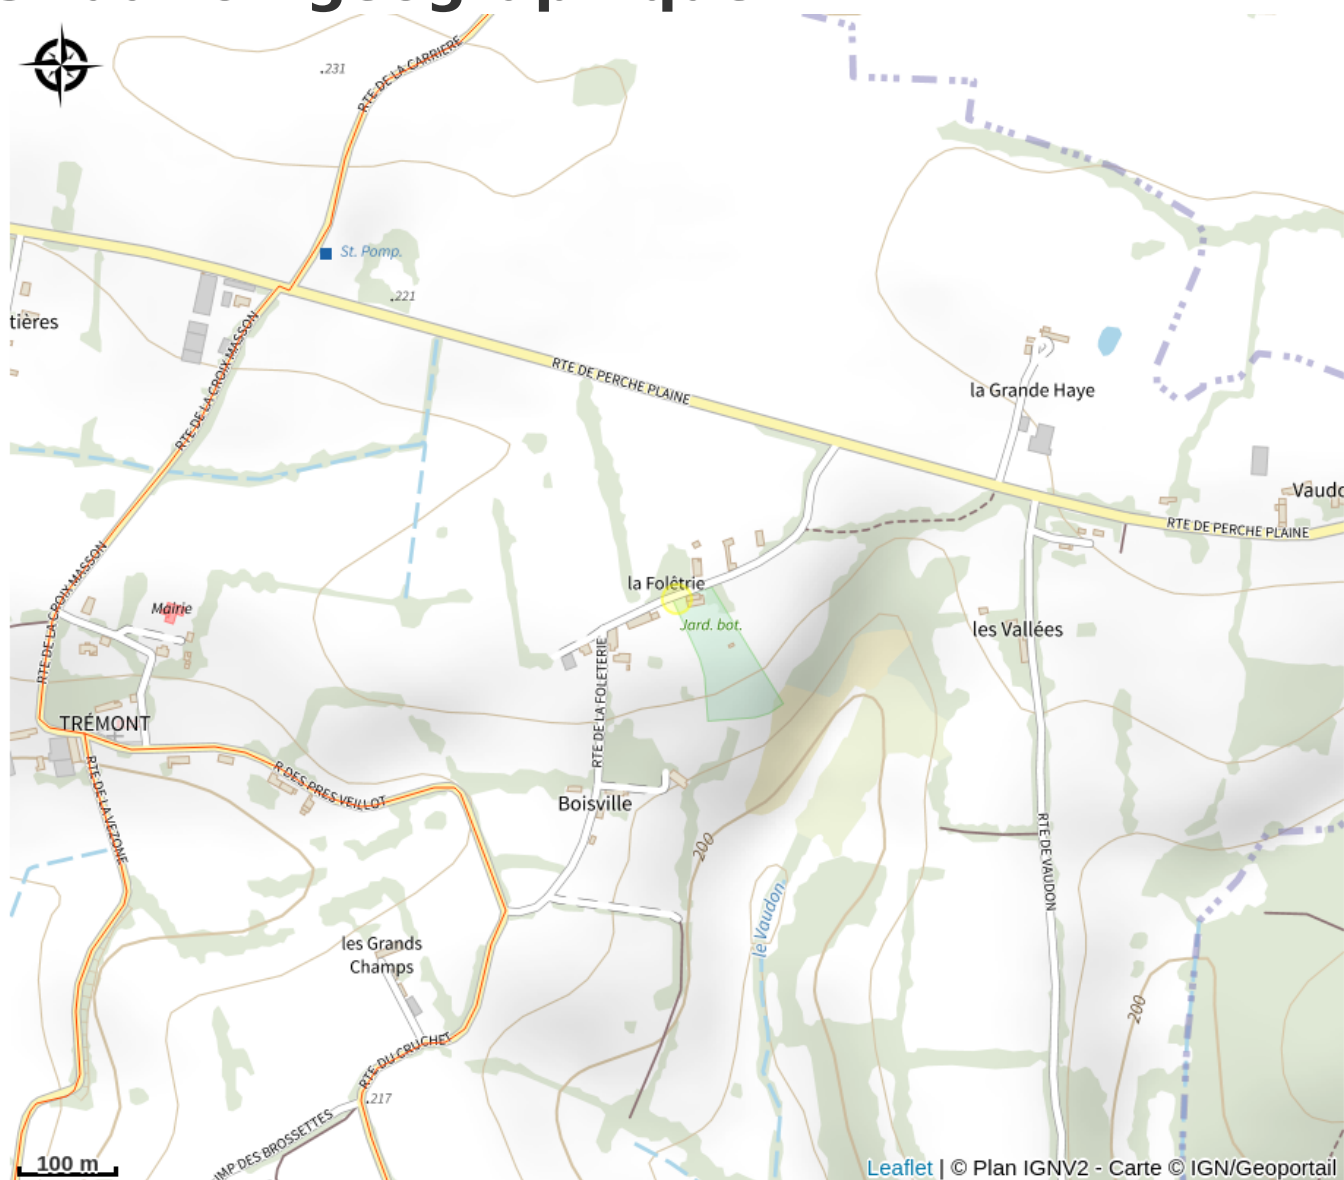 RTE DE LA CARRIERE
231
St. Pomp.
221
tières
RTE DE LA CROIX MASSON
RTE DE PERCHE PLAINE
la Grande Haye
Vaudo
RTE DE PERCHE PLAINE
RTE DE LA CROIX MASSON
la Folêtrie
Mairie
Jard. bot.
les Vallées
RTE DE LA FOLETERIE
TRÉMONT
R DES PRES VEILLOT
RTE DE LA VEZONE
Boisville
200
RTE DE VAUDON
le Vaudon
les Grands
Champs
200
RTE DU CRUCHET
217
IMP DES BROSSETTES
100 m
Leaflet | © Plan IGNV2 - Carte © IGN/Geoportail